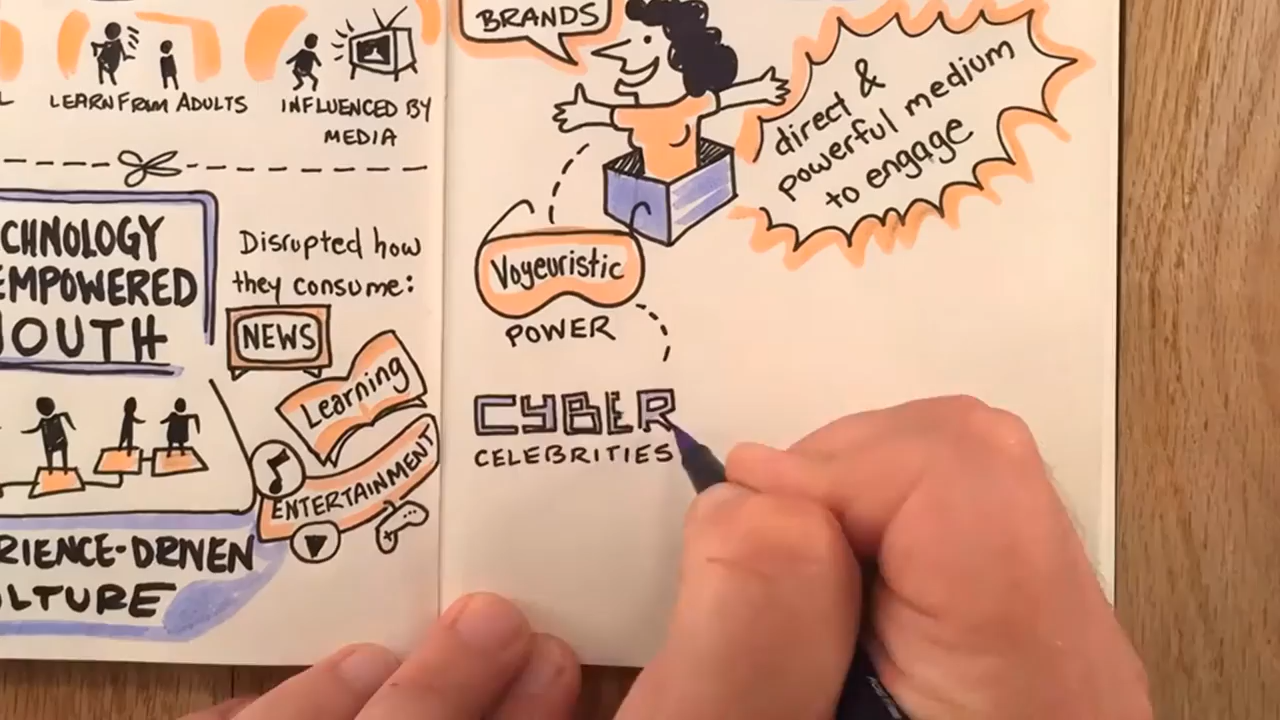 LEARN FROM ADULTS
INFLUENCED BY
MEDIA
CHNOLOGY
EMPOWERED
YOUTH
Disrupted how
they consume:
NEWS
Learning
ENTERTAINMENT
RIENCE-DRIVEN
LTURE
BRANDS
direct &
powerful medium
to engage
Voyeuristic
POWER
CYBER
CELEBRITIES